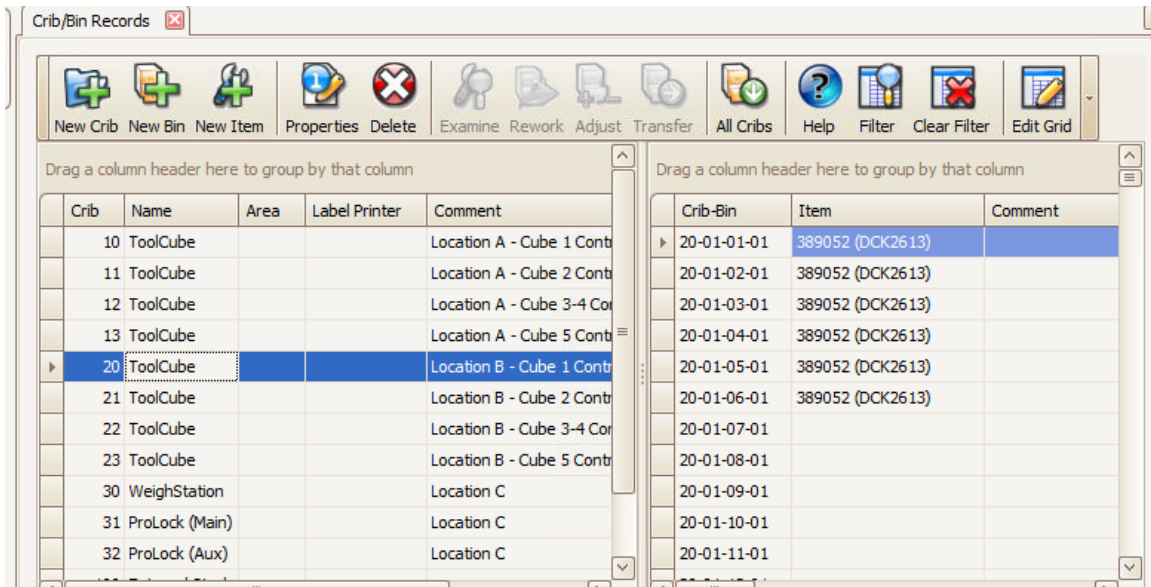 Crib/Bin Records
New Crib New Bin New Item Properties Delete Examine Rework Adjust Transfer All Cribs Help Filter Clear Filter Edit Grid
Drag a column header here to group by that column
Crib Name Area Label Printer Comment
10 ToolCube Location A - Cube 1 Contr
11 ToolCube Location A - Cube 2 Contr
12 ToolCube Location A - Cube 3-4 Cor
13 ToolCube Location A - Cube 5 Contr
20 ToolCube Location B - Cube 1 Contr
21 ToolCube Location B - Cube 2 Contr
22 ToolCube Location B - Cube 3-4 Cor
23 ToolCube Location B - Cube 5 Contr
30 WeighStation Location C
31 ProLock (Main) Location C
32 ProLock (Aux) Location C
Drag a column header here to group by that column
Crib-Bin Item Comment
20-01-01-01 389052 (DCK2613)
20-01-02-01 389052 (DCK2613)
20-01-03-01 389052 (DCK2613)
20-01-04-01 389052 (DCK2613)
20-01-05-01 389052 (DCK2613)
20-01-06-01 389052 (DCK2613)
20-01-07-01
20-01-08-01
20-01-09-01
20-01-10-01
20-01-11-01